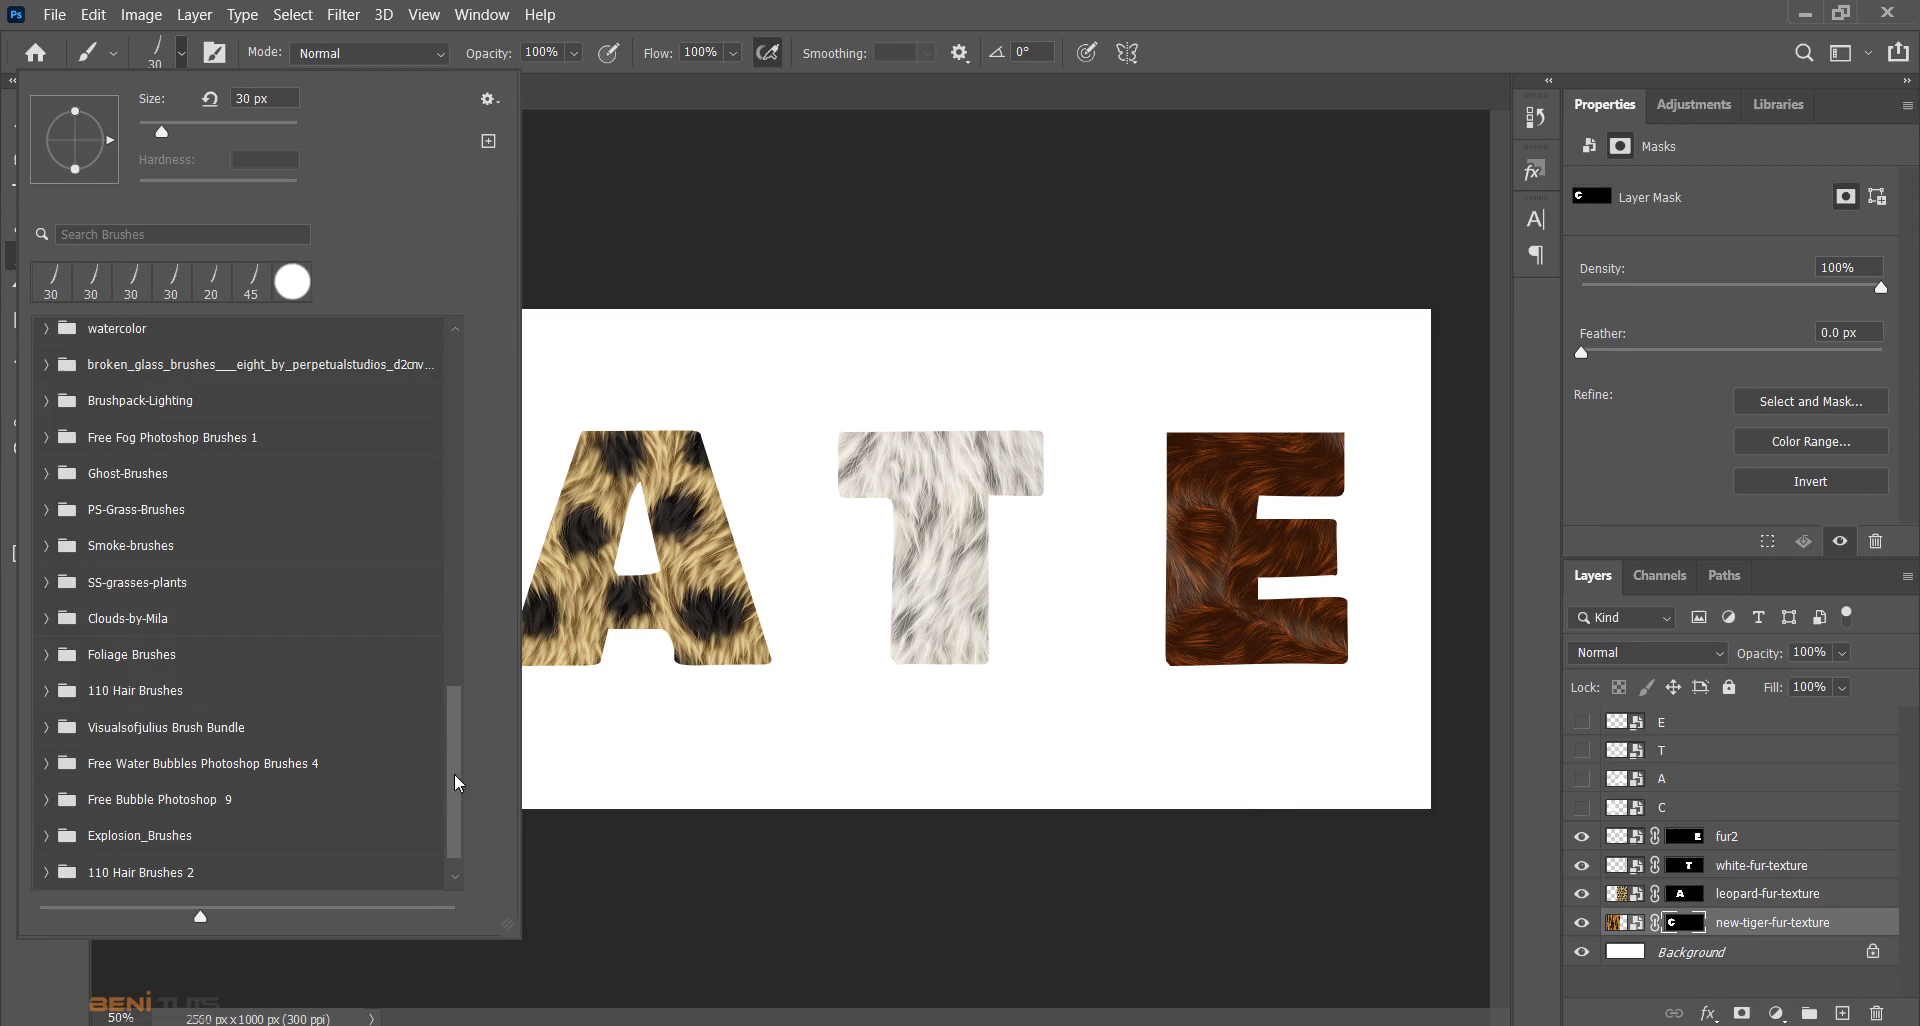 Ps File Edit Image Layer Type Select Filter 3D View Window Help
30 Mode: Normal Opacity: 100% Flow: 100% Smoothing: 0°
Size: 30 px
Hardness:
Search Brushes
30 30 30 30 20 45
watercolor
broken_glass_brushes___eight_by_perpetualstudios_d2cnv...
Brushpack-Lighting
Free Fog Photoshop Brushes 1
Ghost-Brushes
PS-Grass-Brushes
Smoke-brushes
SS-grasses-plants
Clouds-by-Mila
Foliage Brushes
110 Hair Brushes
Visualsofjulius Brush Bundle
Free Water Bubbles Photoshop Brushes 4
Free Bubble Photoshop 9
Explosion_Brushes
110 Hair Brushes 2
A T E
BENI TUTS
50% 2560 px x 1000 px (300 ppi)
Properties Adjustments Libraries
Masks
Layer Mask
Density: 100%
Feather: 0.0 px
Refine: Select and Mask...
Color Range...
Invert
Layers Channels Paths
Kind
Normal Opacity: 100%
Lock: Fill: 100%
E
T
A
C
fur2
white-fur-texture
leopard-fur-texture
new-tiger-fur-texture
Background